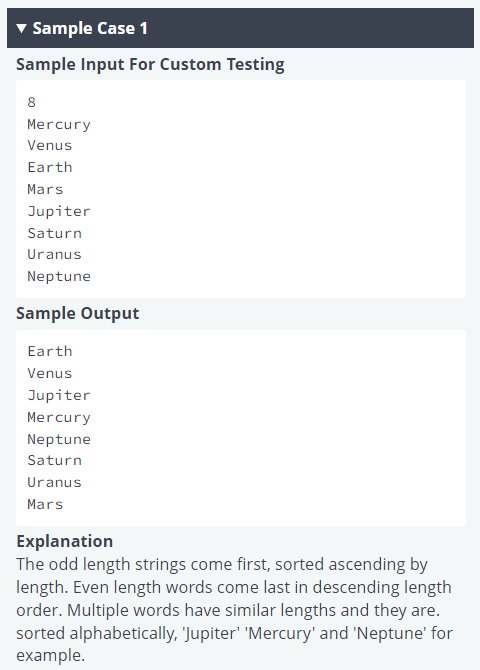 ▼ Sample Case 1
Sample Input For Custom Testing
8
Mercury
Venus
Earth
Mars
Jupiter
Saturn
Uranus
Neptune
Sample Output
Earth
Venus
Jupiter
Mercury
Neptune
Saturn
Uranus
Mars
Explanation
The odd length strings come first, sorted ascending by
length. Even length words come last in descending length
order. Multiple words have similar lengths and they are.
sorted alphabetically, 'Jupiter' 'Mercury' and 'Neptune' for
example.